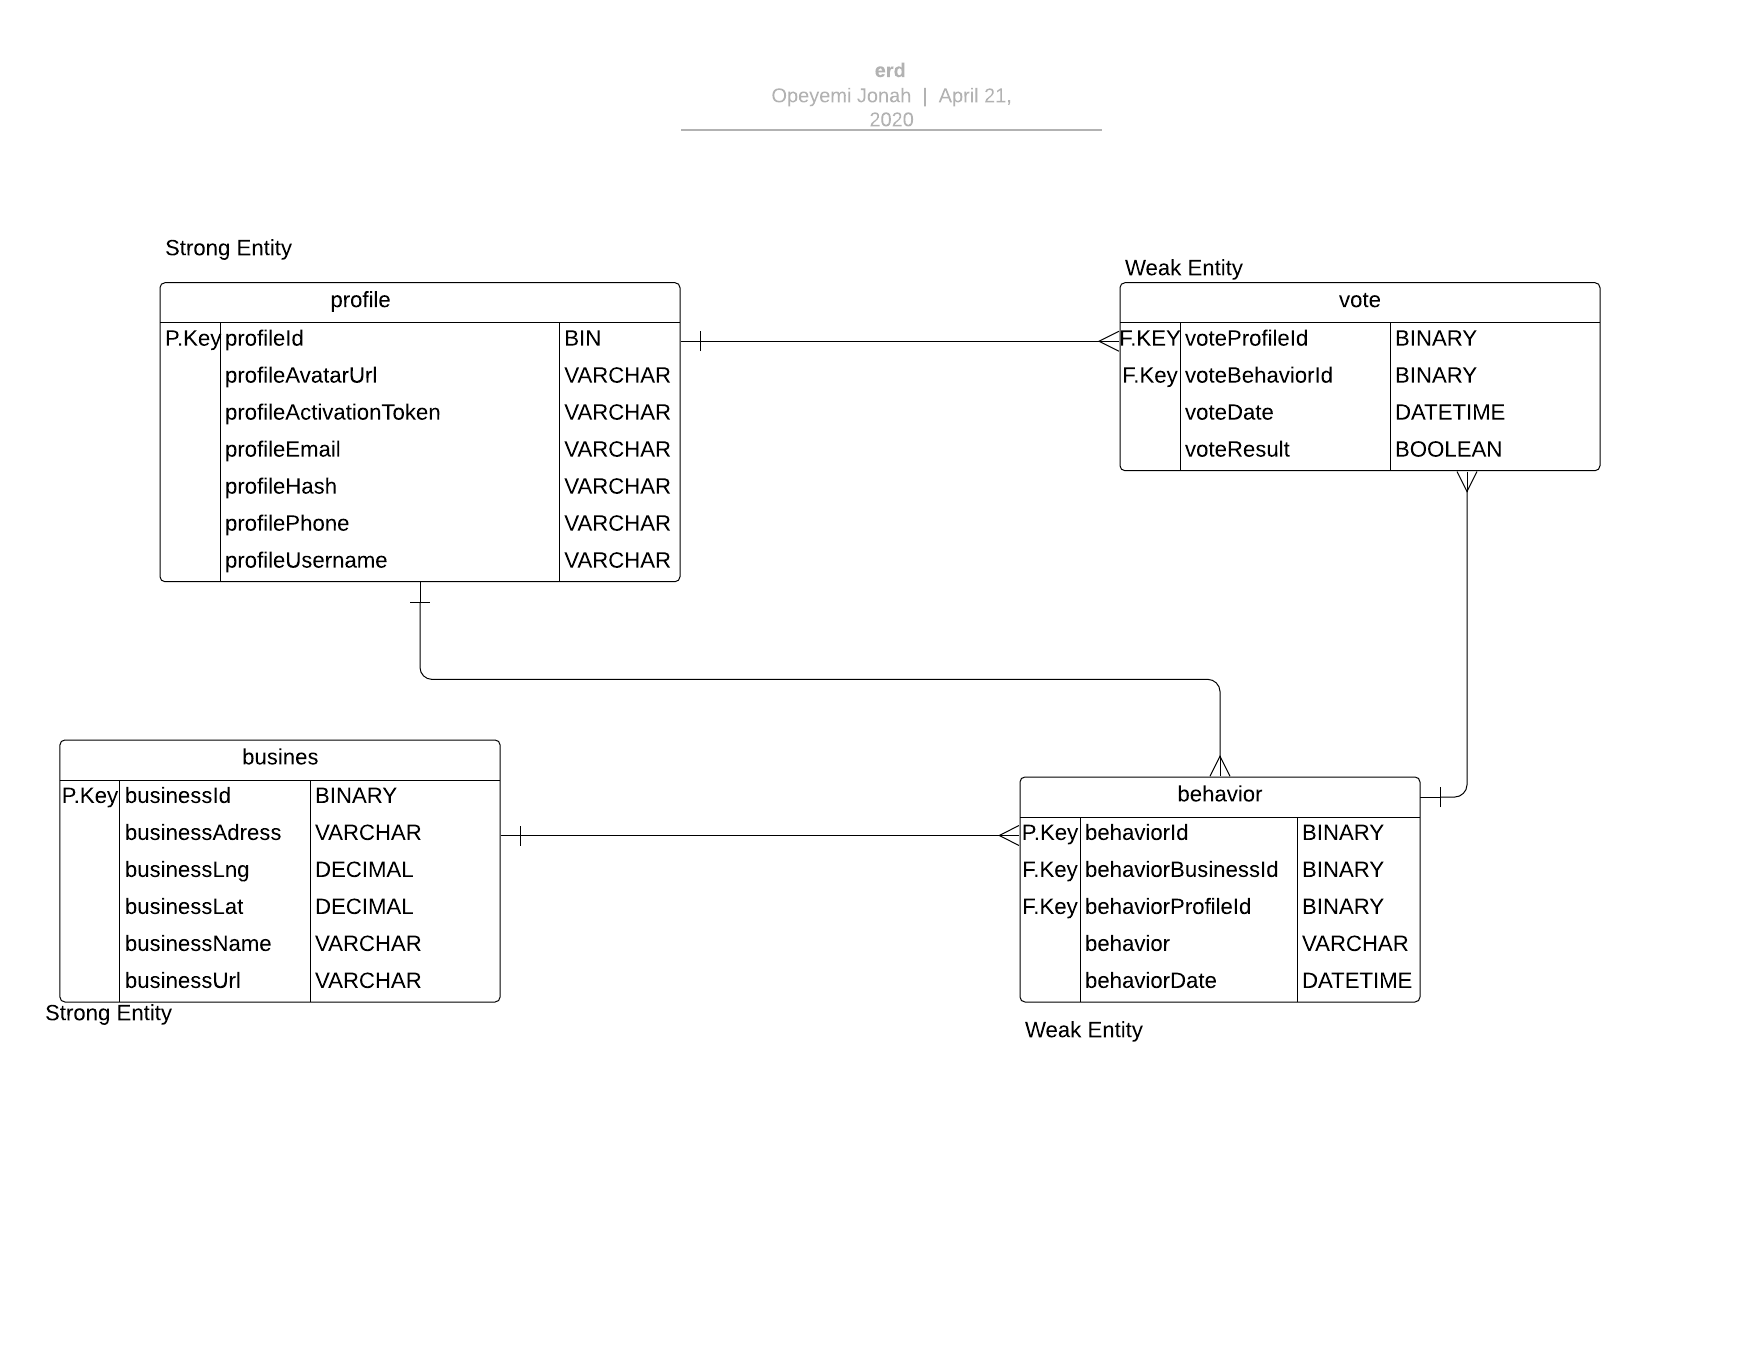 erd
Opeyemi Jonah | April 21,
2020
Strong Entity
profile
P.Key profileId BIN
profileAvatarUrl VARCHAR
profileActivationToken VARCHAR
profileEmail VARCHAR
profileHash VARCHAR
profilePhone VARCHAR
profileUsername VARCHAR
Weak Entity
vote
F.KEY voteProfileId BINARY
F.Key voteBehaviorId BINARY
voteDate DATETIME
voteResult BOOLEAN
busines
P.Key businessId BINARY
businessAdress VARCHAR
businessLng DECIMAL
businessLat DECIMAL
businessName VARCHAR
businessUrl VARCHAR
Strong Entity
behavior
P.Key behaviorId BINARY
F.Key behaviorBusinessId BINARY
F.Key behaviorProfileId BINARY
behavior VARCHAR
behaviorDate DATETIME
Weak Entity